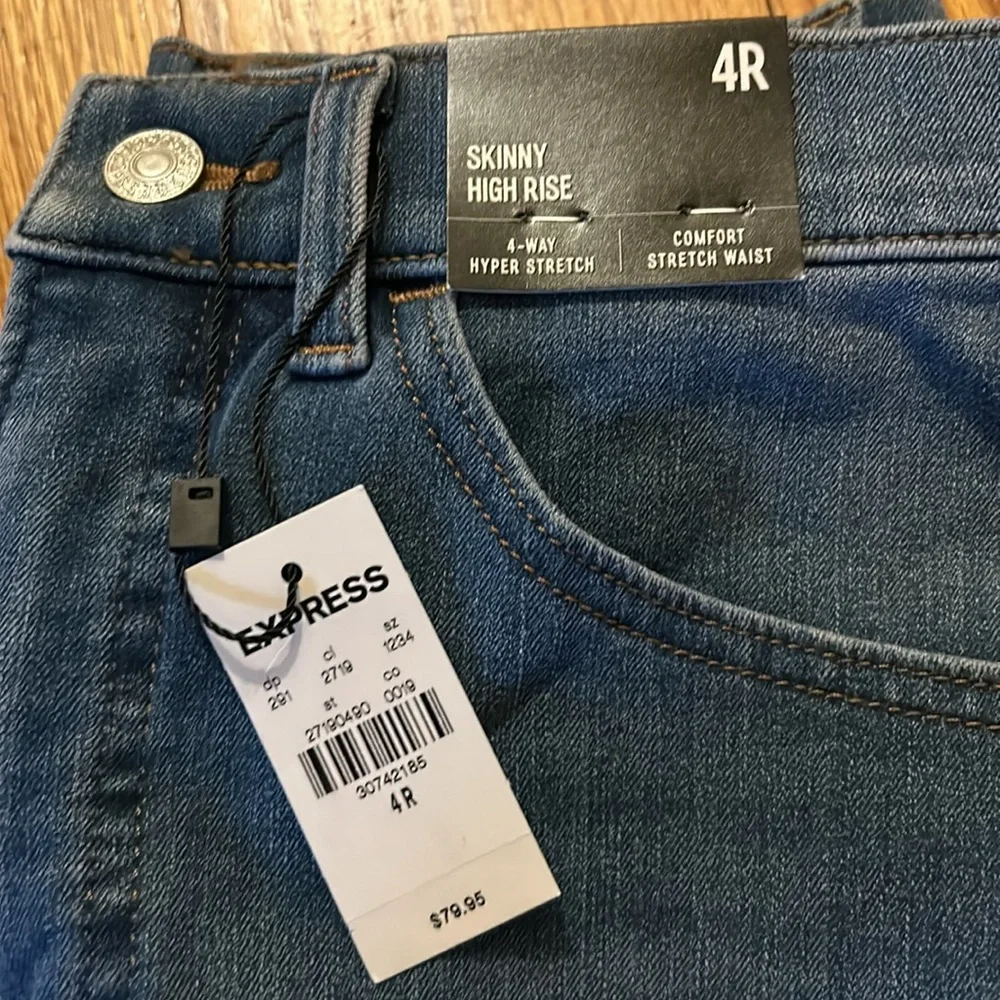 4R
SKINNY
HIGH RISE
4-WAY
HYPER STRETCH
COMFORT
STRETCH WAIST
EXPRESS
dp cl sz
291 2719 1234
st co
27190490 0019
30742185
4R
$79.95